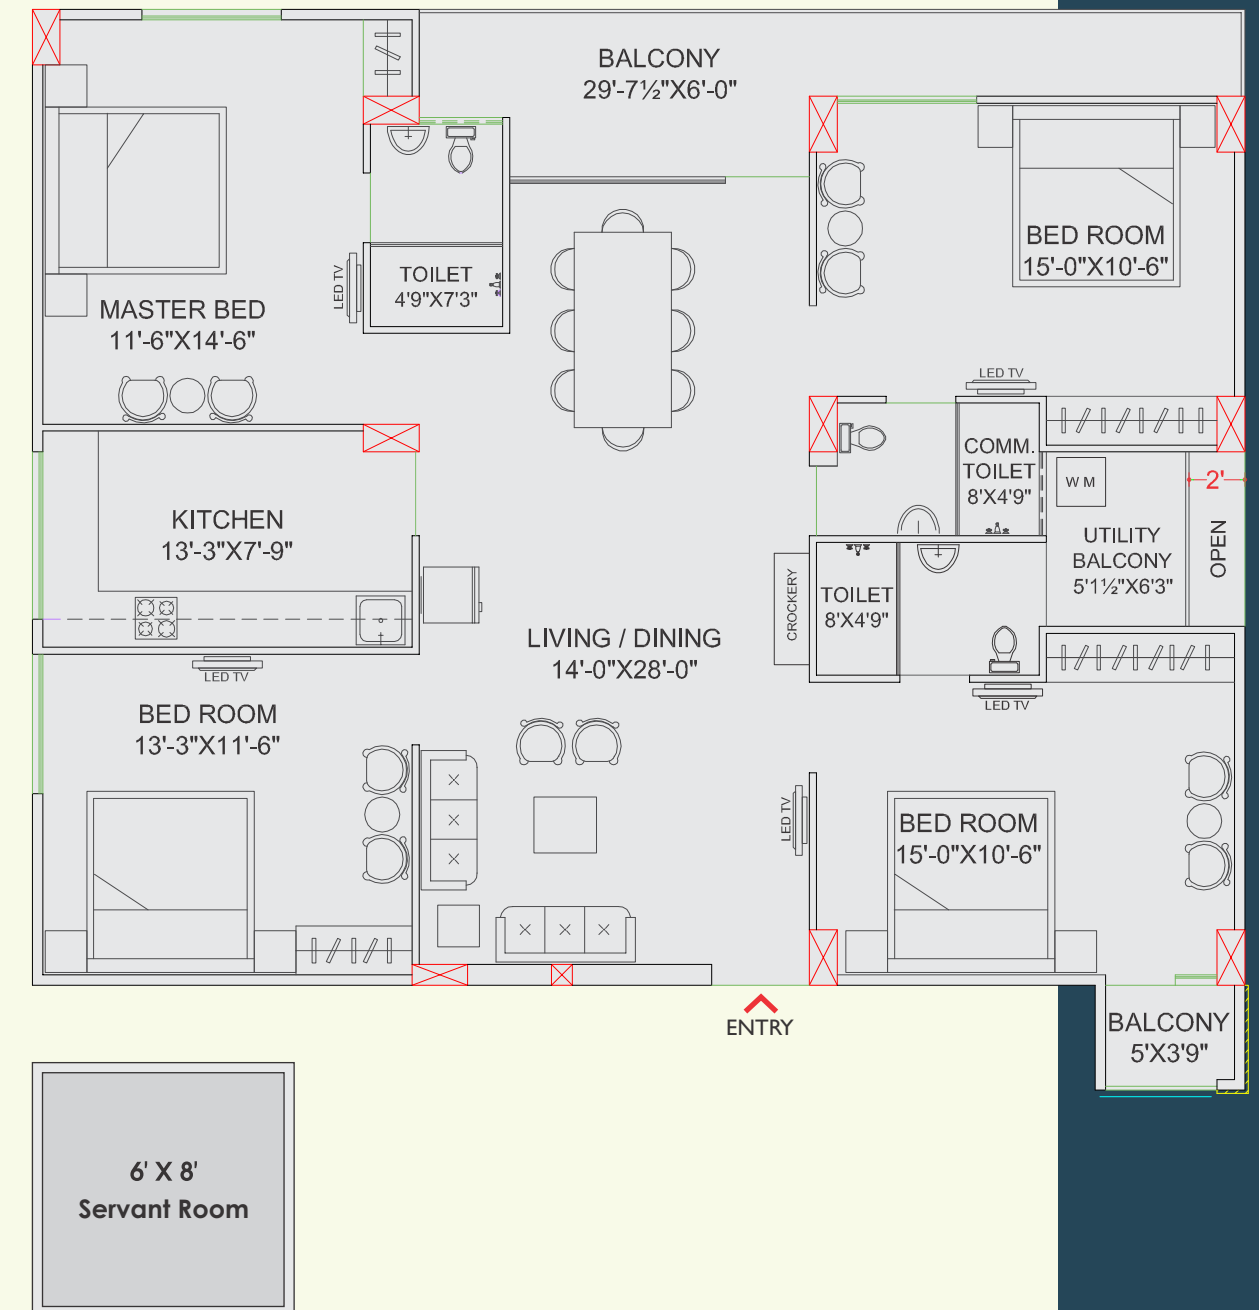 BALCONY
29'-7½"X6'-0"
BED ROOM
15'-0"X10'-6"
TOILET
4'9"X7'3"
LED TV
MASTER BED
11'-6"X14'-6"
LED TV
COMM.
TOILET
8'X4'9"
W M
2'
OPEN
UTILITY
BALCONY
5'1½"X6'3"
KITCHEN
13'-3"X7'-9"
CROCKERY
TOILET
8'X4'9"
LIVING / DINING
14'-0"X28'-0"
LED TV
BED ROOM
13'-3"X11'-6"
LED TV
LED TV
BED ROOM
15'-0"X10'-6"
ENTRY
BALCONY
5'X3'9"
6' X 8'
Servant Room